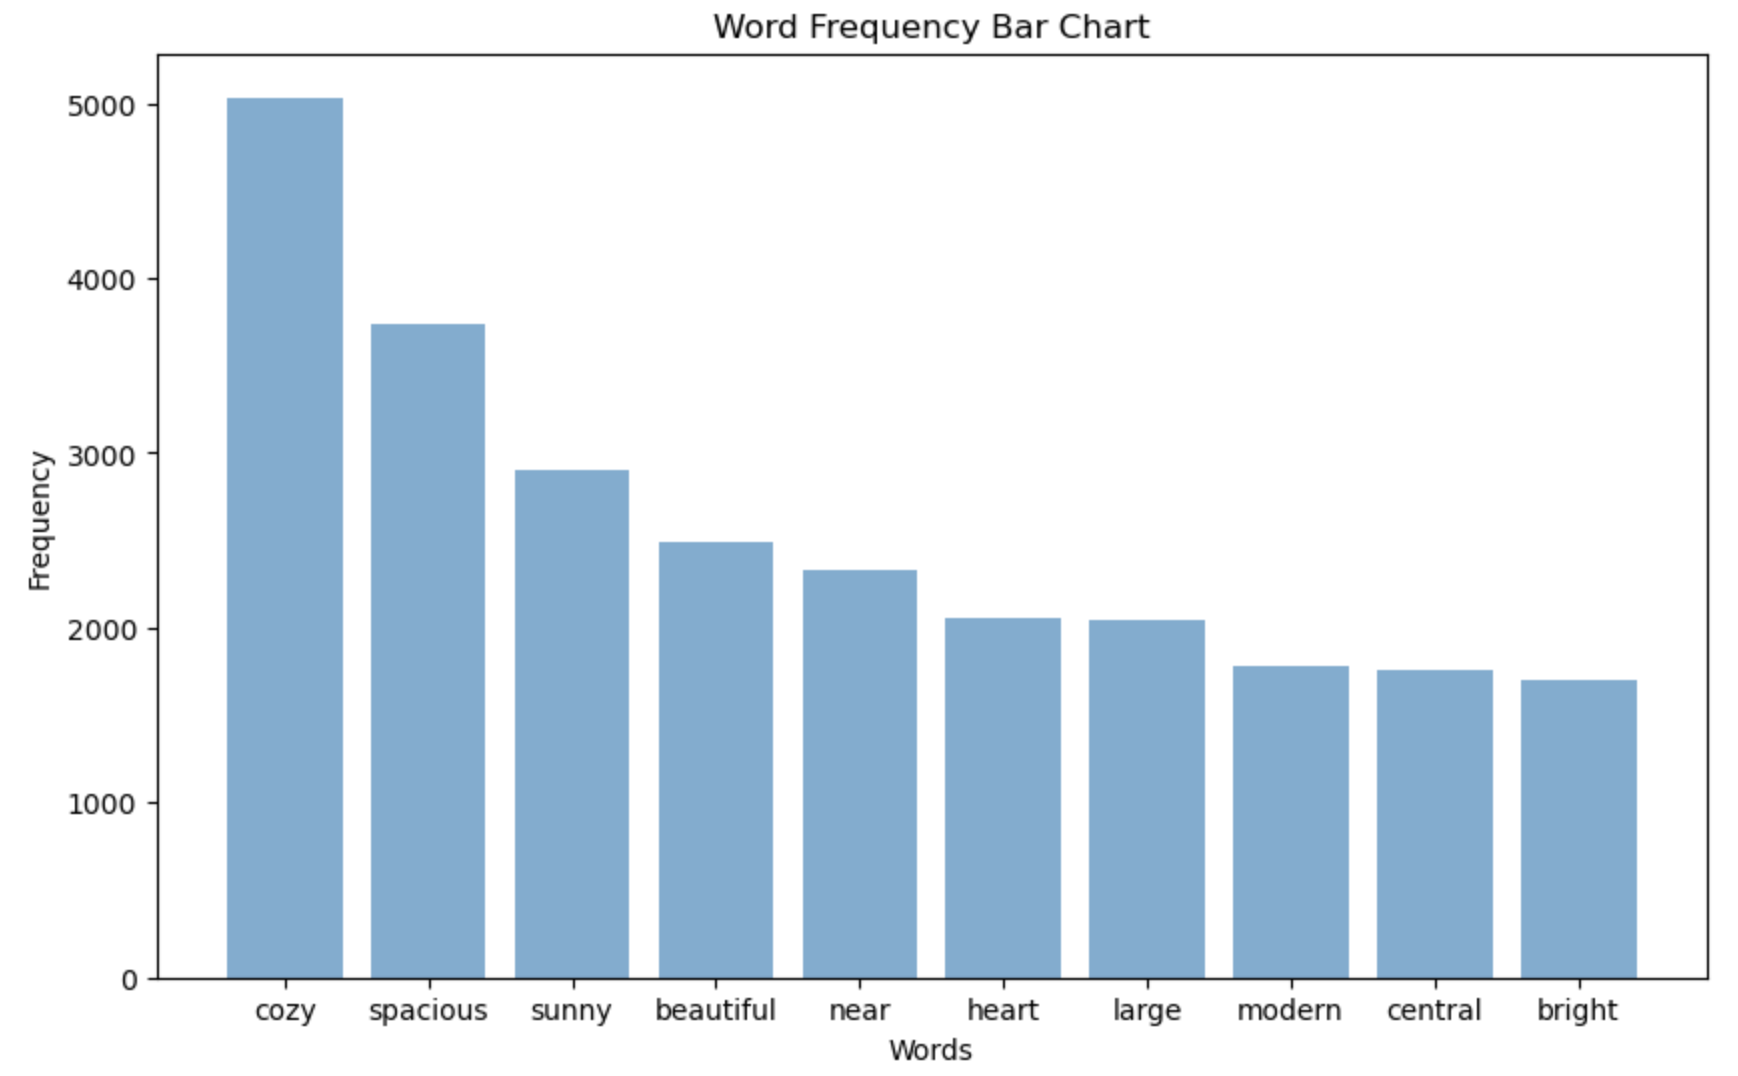 Word Frequency Bar Chart
5000
4000
3000
2000
1000
0
Frequency
cozy spacious sunny beautiful near heart large modern central bright
Words